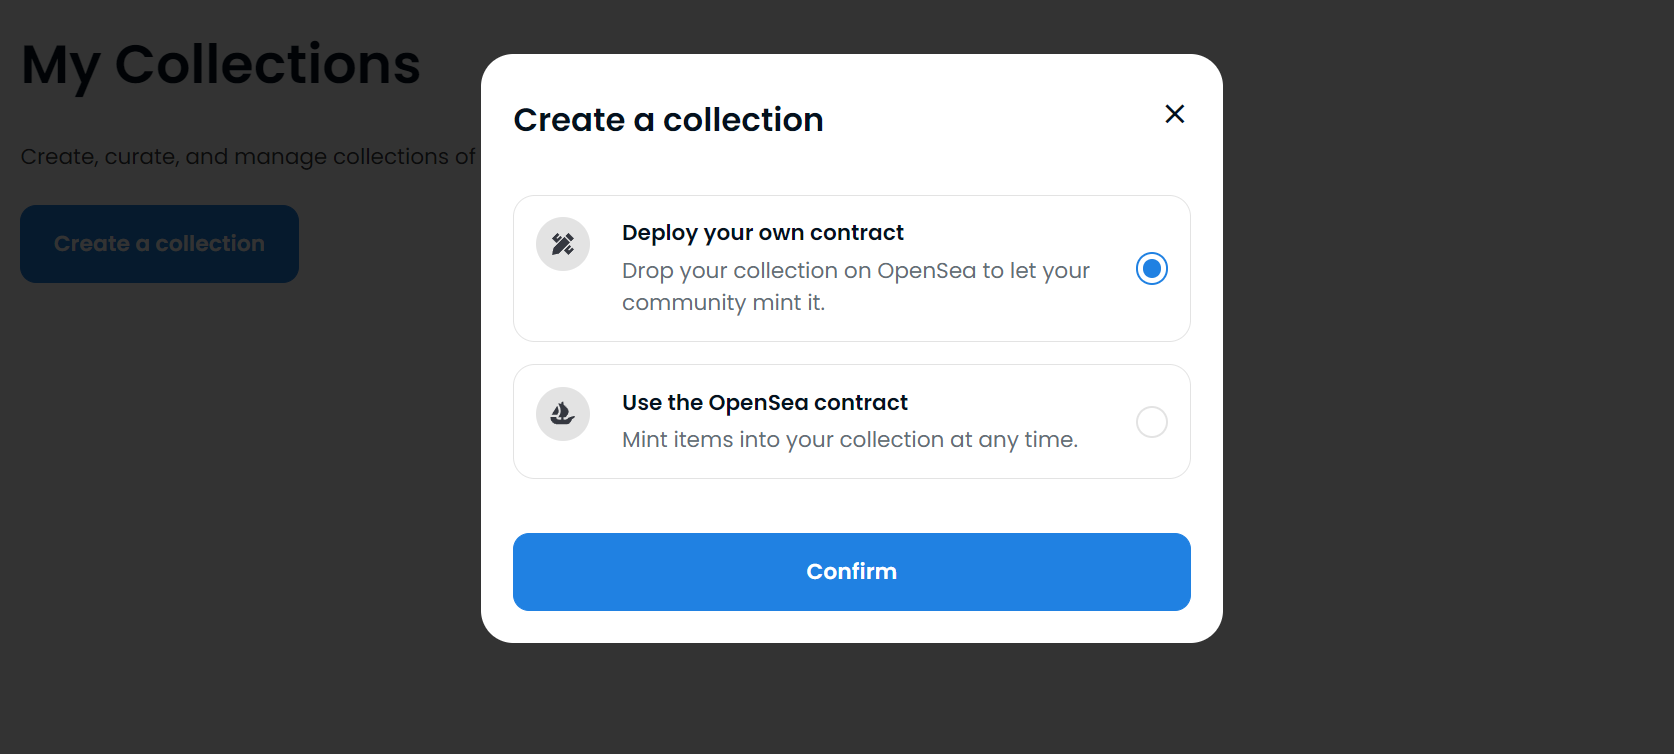 My Collections
Create, curate, and manage collections of
Create a collection
Create a collection
Deploy your own contract
Drop your collection on OpenSea to let your
community mint it.
Use the OpenSea contract
Mint items into your collection at any time.
Confirm